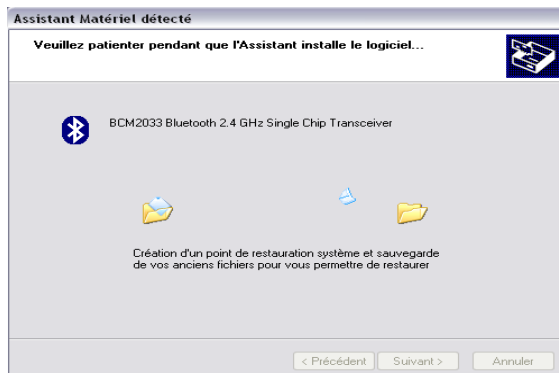 Assistant Matériel détecté
Veuillez patienter pendant que l'Assistant installe le logiciel...
BCM2033 Bluetooth 2.4 GHz Single Chip Transceiver
Création d'un point de restauration système et sauvegarde
de vos anciens fichiers pour vous permettre de restaurer
< Précédent Suivant > Annuler